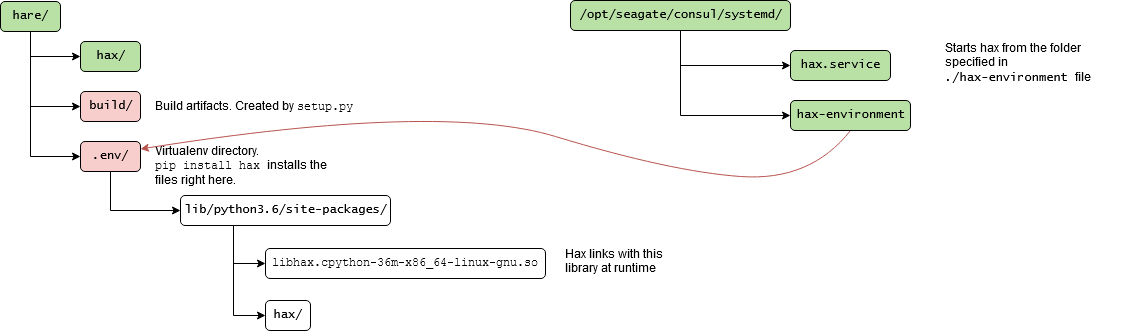 hare/
hax/
build/
Build artifacts. Created by setup.py
.env/
Virtualenv directory.
pip install hax installs the
files right here.
lib/python3.6/site-packages/
libhax.cpython-36m-x86_64-linux-gnu.so
Hax links with this
library at runtime
hax/
/opt/seagate/consul/systemd/
hax.service
Starts hax from the folder
specified in
./hax-environment file
hax-environment